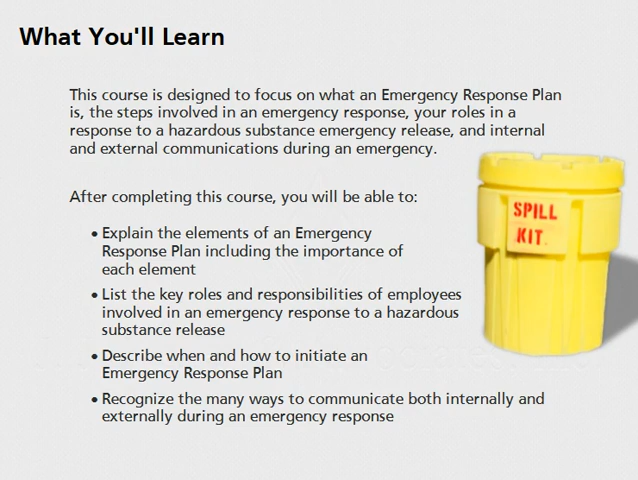 What You'll Learn
This course is designed to focus on what an Emergency Response Plan
is, the steps involved in an emergency response, your roles in a
response to a hazardous substance emergency release, and internal
and external communications during an emergency.
After completing this course, you will be able to:
• Explain the elements of an Emergency
Response Plan including the importance of
each element
• List the key roles and responsibilities of employees
involved in an emergency response to a hazardous
substance release
• Describe when and how to initiate an
Emergency Response Plan
• Recognize the many ways to communicate both internally and
externally during an emergency response
SPILL
KIT.